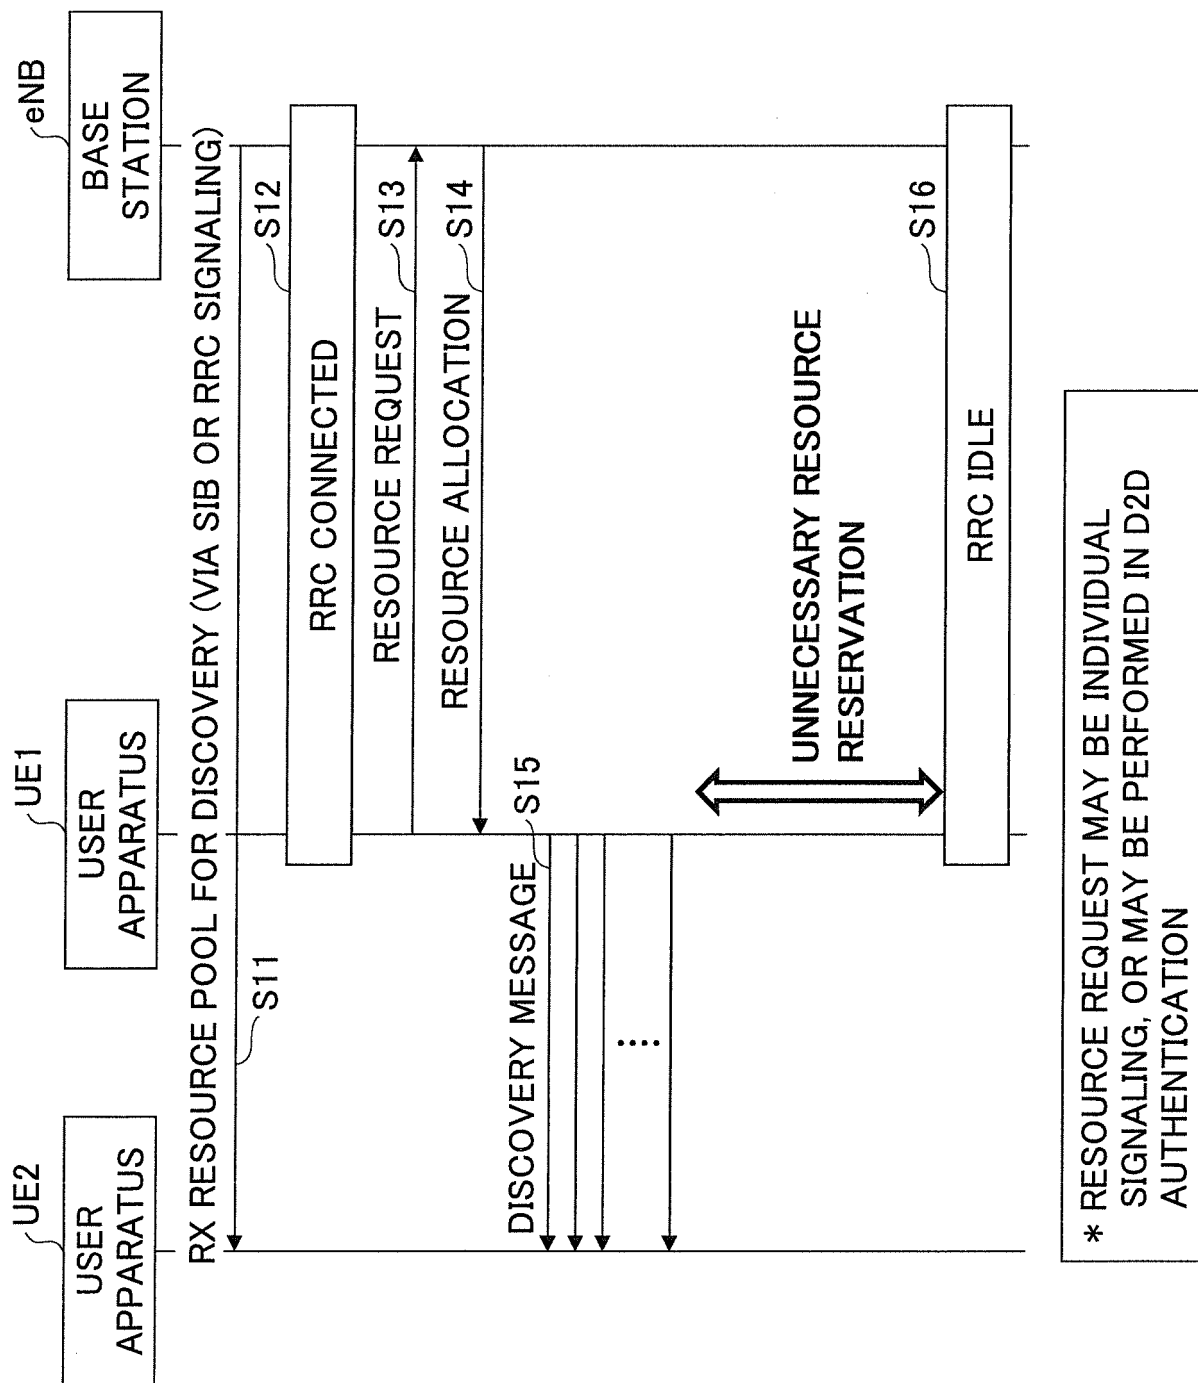 UE2
USER
APPARATUS
UE1
USER
APPARATUS
eNB
BASE
STATION
RX RESOURCE POOL FOR DISCOVERY (VIA SIB OR RRC SIGNALING)
S11
S12
RRC CONNECTED
RESOURCE REQUEST
S13
RESOURCE ALLOCATION
S14
DISCOVERY MESSAGE
S15
....
UNNECESSARY RESOURCE
RESERVATION
S16
RRC IDLE
* RESOURCE REQUEST MAY BE INDIVIDUAL
SIGNALING, OR MAY BE PERFORMED IN D2D
AUTHENTICATION